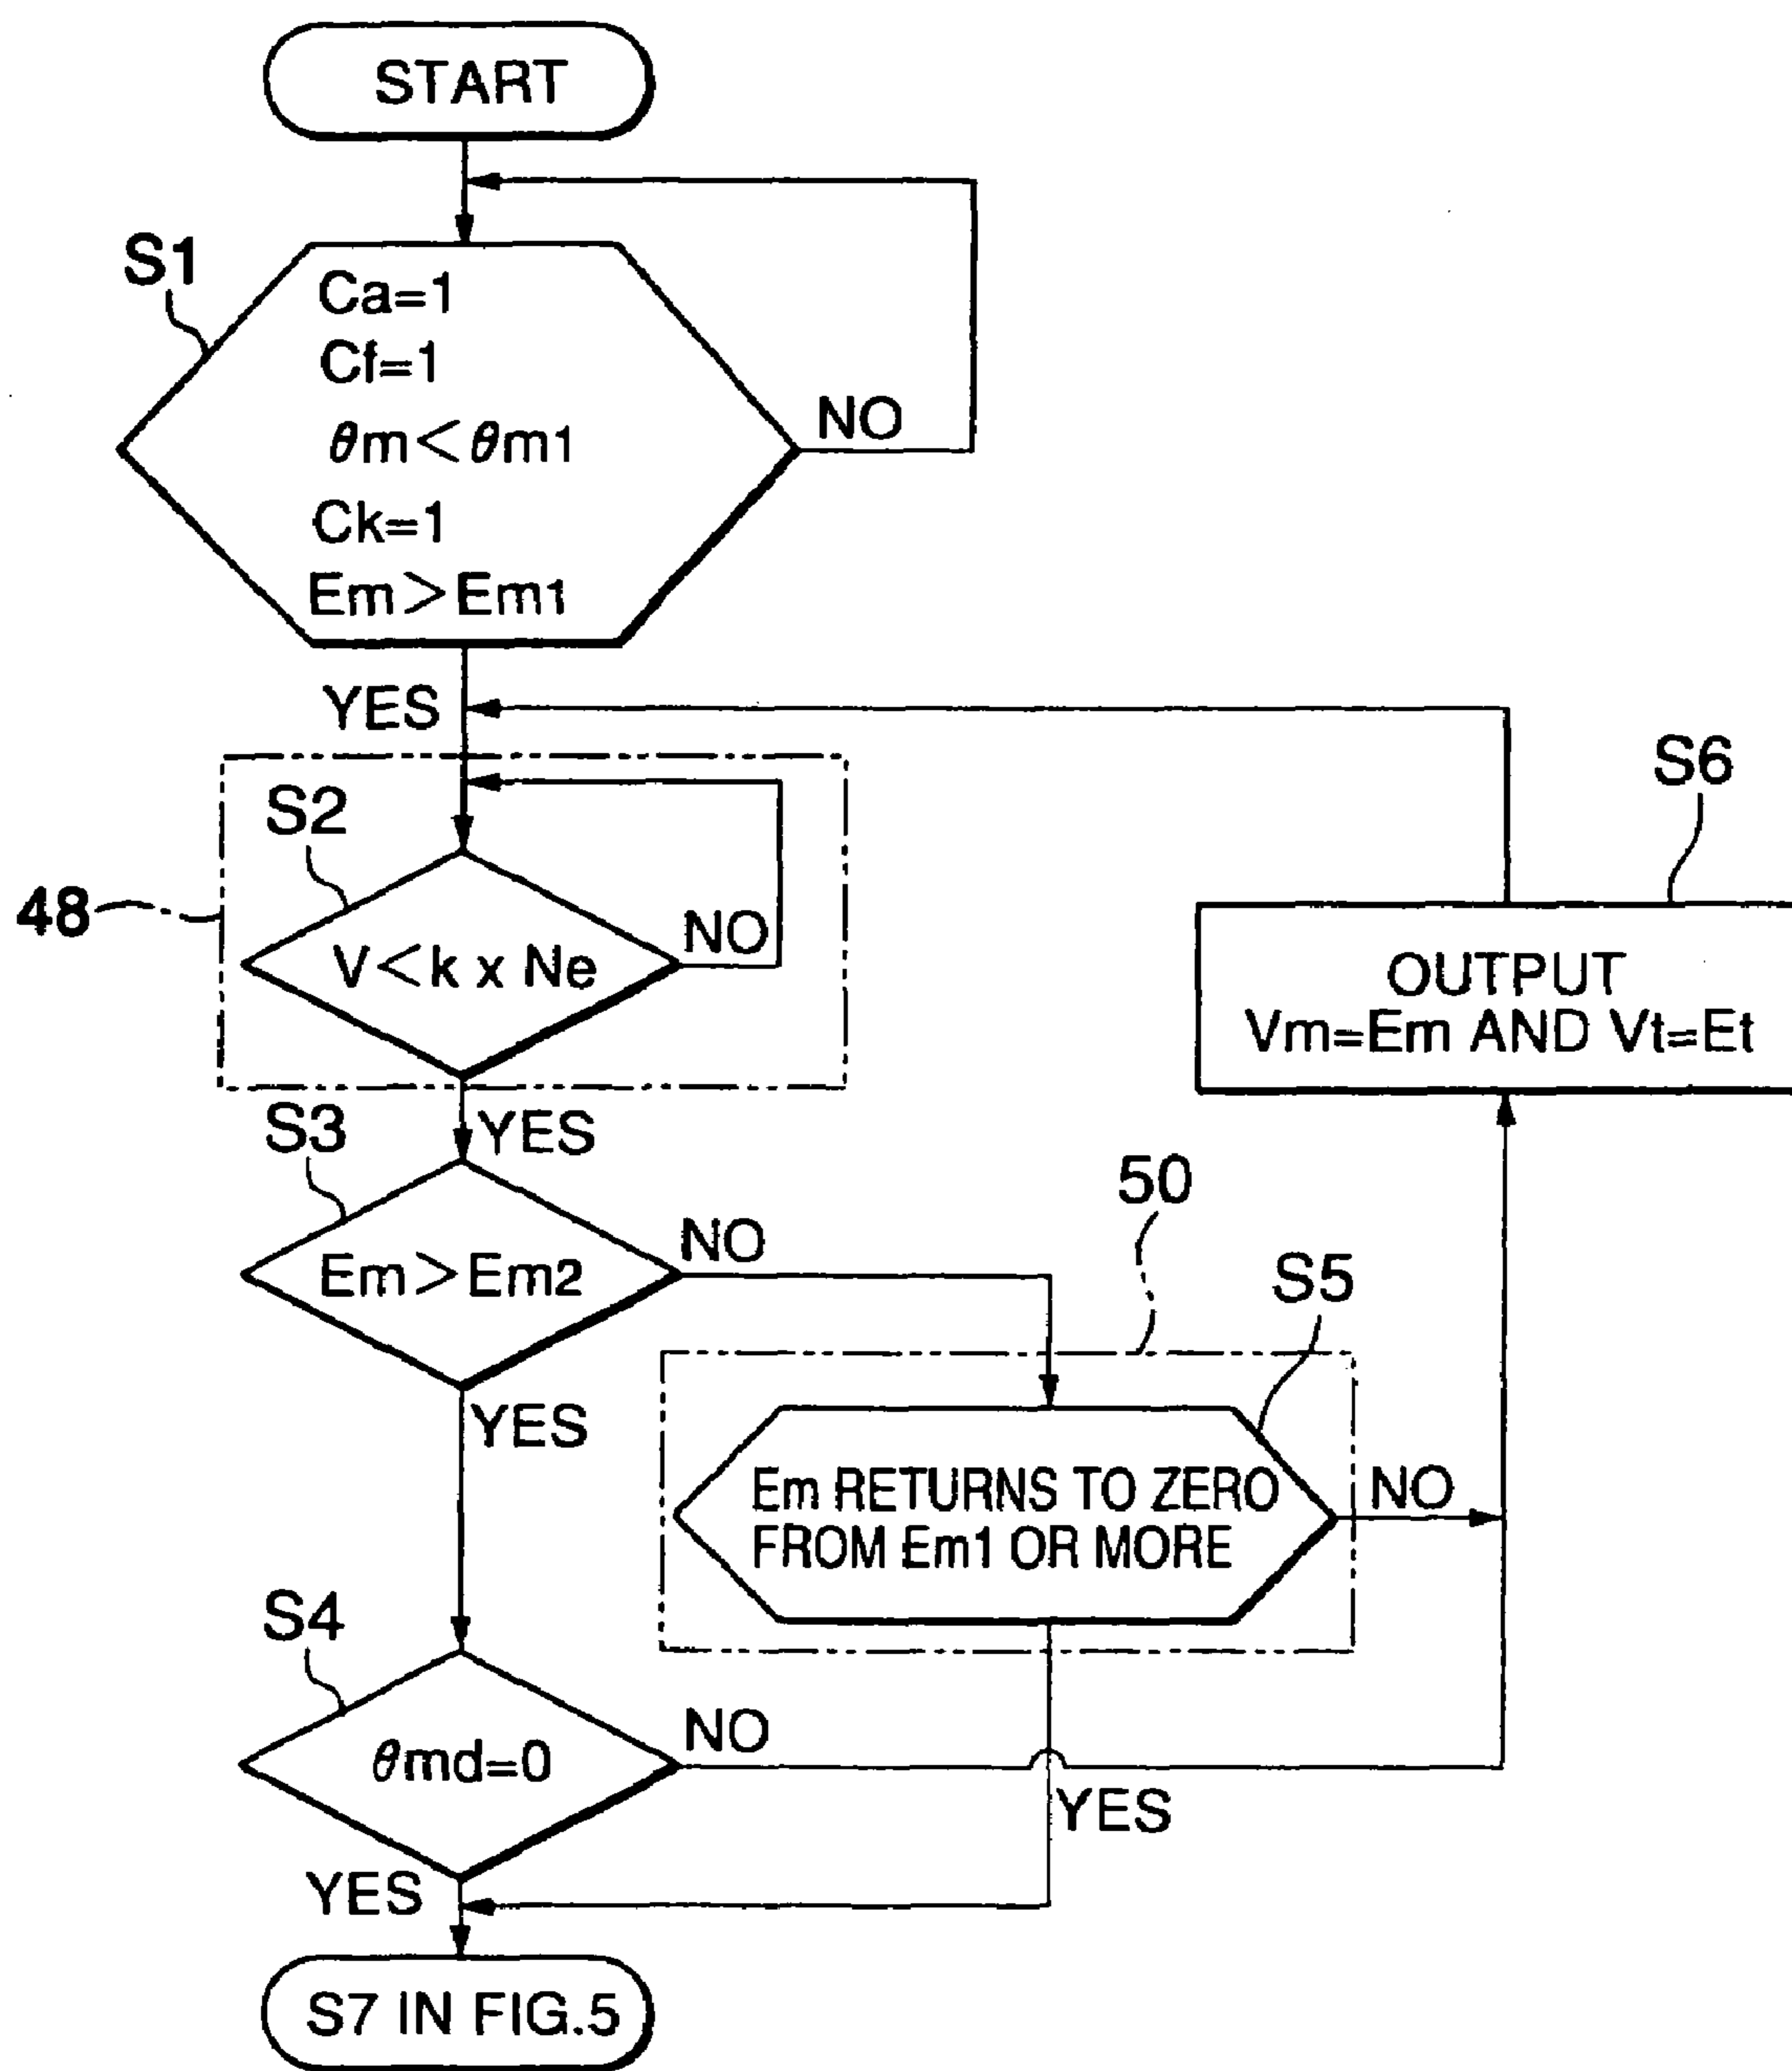 START
S1
Ca=1
Cf=1
θm<θm1
Ck=1
Em>Em1
NO
YES
S2
48
V<k x Ne
NO
S6
OUTPUT
Vm=Em AND Vt=Et
S3
YES
Em>Em2
NO
50
S5
YES
Em RETURNS TO ZERO
FROM Em1 OR MORE
NO
S4
θmd=0
NO
YES
YES
S7 IN FIG.5